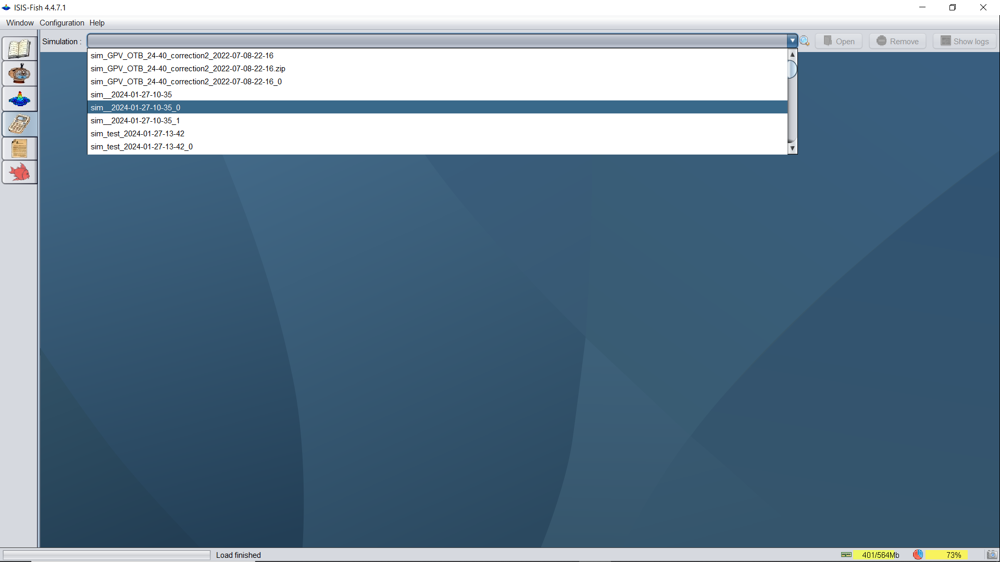 ISIS-Fish 4.4.7.1
Window Configuration Help
Simulation : Open Remove Show logs
sim_GPV_OTB_24-40_correction2_2022-07-08-22-16
sim_GPV_OTB_24-40_correction2_2022-07-08-22-16.zip
sim_GPV_OTB_24-40_correction2_2022-07-08-22-16_0
sim__2024-01-27-10-35
sim__2024-01-27-10-35_0
sim__2024-01-27-10-35_1
sim_test_2024-01-27-13-42
sim_test_2024-01-27-13-42_0
Load finished 401/564Mb 73%